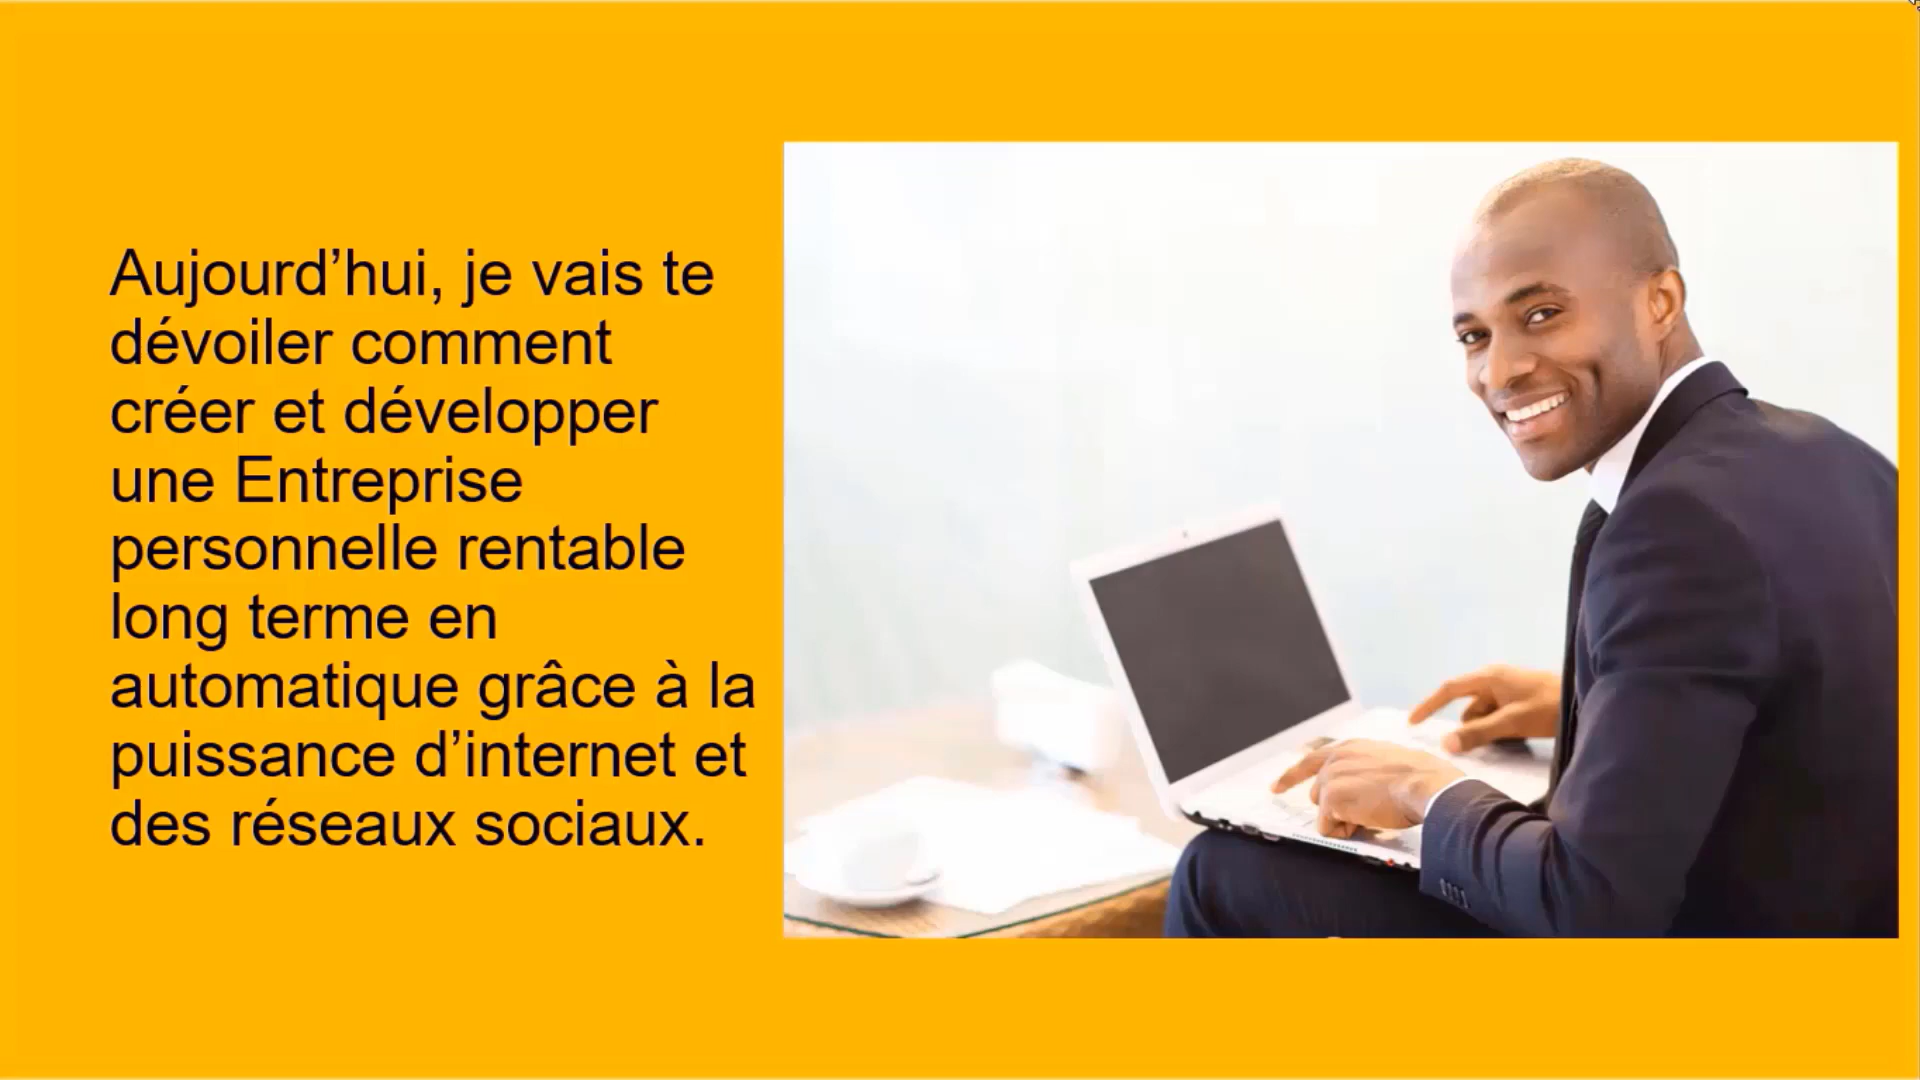 Aujourd’hui, je vais te
dévoiler comment
créer et développer
une Entreprise
personnelle rentable
long terme en
automatique grâce à la
puissance d’internet et
des réseaux sociaux.